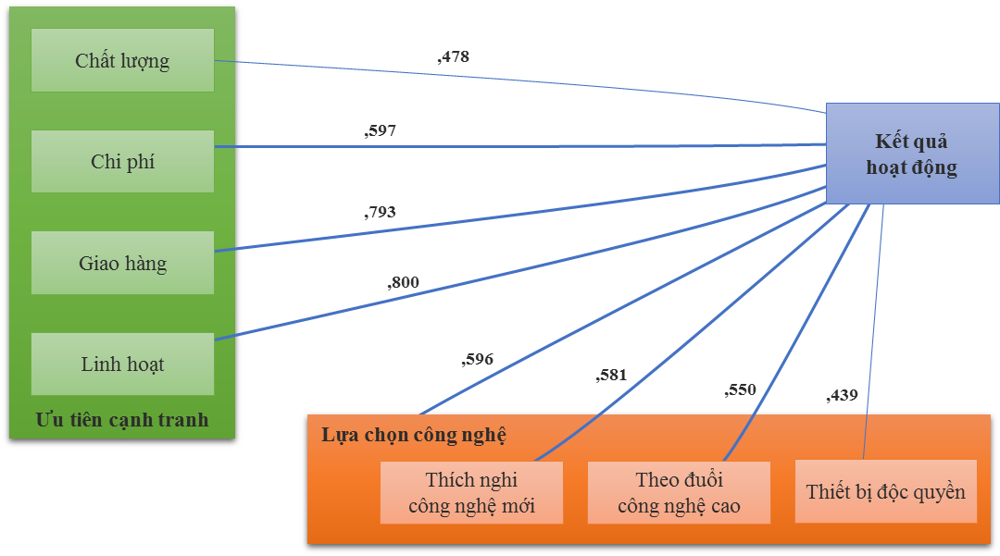 Chất lượng
,478
Chi phí
,597
Kết quả
hoạt động
Giao hàng
,793
Linh hoạt
,800
Ưu tiên cạnh tranh
,596
,581
,550
,439
Lựa chọn công nghệ
Thích nghi
công nghệ mới
Theo đuổi
công nghệ cao
Thiết bị độc quyền